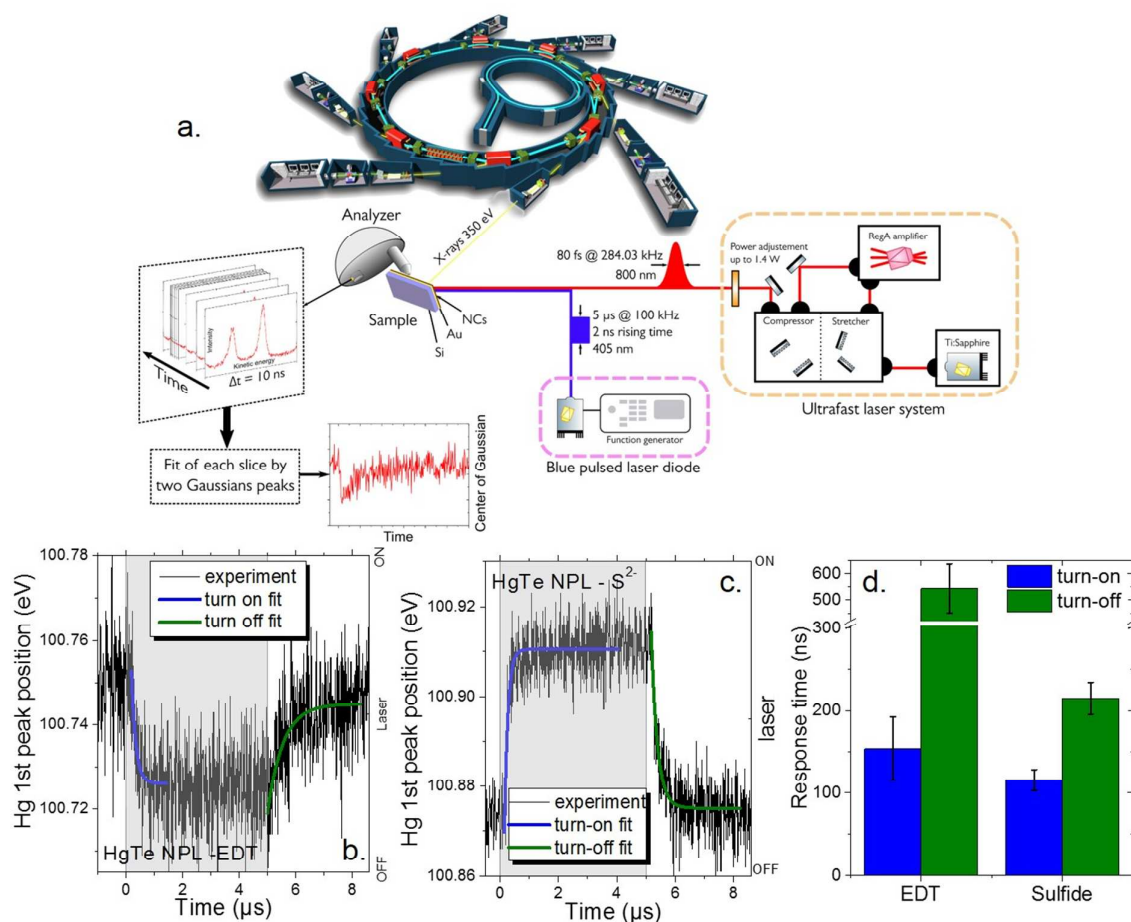 a.
Analyzer
X-rays 350 eV
Sample
NCs
Au
Si
Intensity
Kinetic energy
Time
Δt = 10 ns
Fit of each slice by
two Gaussians peaks
Center of Gaussian
Time
80 fs @ 284.03 kHz
800 nm
5 µs @ 100 kHz
2 ns rising time
405 nm
Function generator
Blue pulsed laser diode
Power adjustement
up to 1.4 W
RegA amplifier
Compressor
Stretcher
Ti:Sapphire
Ultrafast laser system
Hg 1st peak position (eV)
100.78
100.76
100.74
100.72
experiment
turn on fit
turn off fit
HgTe NPL -EDT
b.
0 2 4 6 8
Time (µs)
ON
Laser
OFF
Hg 1st peak position (eV)
100.92
100.90
100.88
100.86
HgTe NPL - S2-
c.
experiment
turn-on fit
turn-off fit
0 2 4 6 8
Time (µs)
ON
laser
OFF
d.
turn-on
turn-off
Response time (ns)
650
600
500
300
200
100
0
EDT
Sulfide